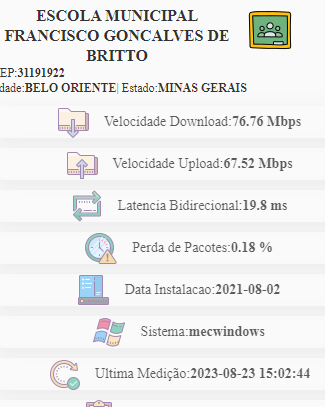 ESCOLA MUNICIPAL
FRANCISCO GONCALVES DE
BRITTO
EP:31191922
dade:BELO ORIENTE| Estado:MINAS GERAIS
Velocidade Download:76.76 Mbps
Velocidade Upload:67.52 Mbps
Latencia Bidirecional:19.8 ms
Perda de Pacotes:0.18 %
Data Instalacao:2021-08-02
Sistema:mecwindows
Ultima Medição:2023-08-23 15:02:44